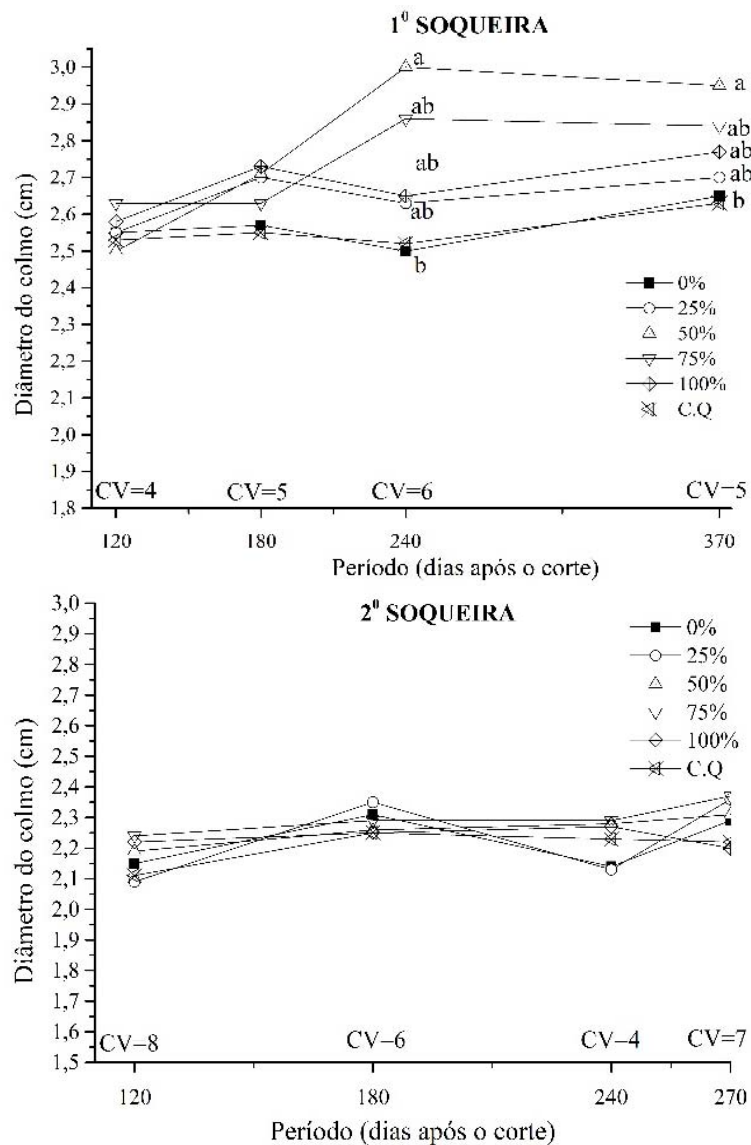 1⁰ SOQUEIRA
3,0
2,9
2,8
2,7
2,6
2,5
2,4
2,3
2,2
2,1
2,0
1,9
1,8
Diâmetro do colmo (cm)
a
a
ab
ab
ab
ab
ab
ab
b
b
0%
25%
50%
75%
100%
C.Q
CV=4
CV=5
CV=6
CV=5
120
180
240
370
Período (dias após o corte)
2⁰ SOQUEIRA
3,0
2,9
2,8
2,7
2,6
2,5
2,4
2,3
2,2
2,1
2,0
1,9
1,8
1,7
1,6
1,5
Diâmetro do colmo (cm)
0%
25%
50%
75%
100%
C.Q
CV=8
CV=6
CV=4
CV=7
120
180
240
270
Período (dias após o corte)